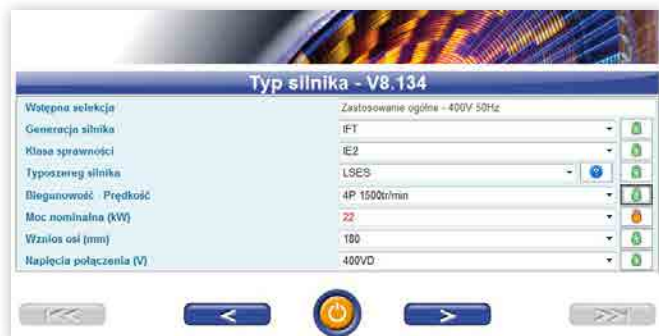 Typ silnika - V8.134
Wstępna selekcja Zastosowanie ogólne - 400V 50Hz
Generacja silnika IFT
Klasa sprawności IE2
Typoszereg silnika LSES
Biegunowość Prędkość 4P 1500tr/min
Moc nominalna (kW) 22
Wznios osi (mm) 180
Napięcia połączenia (V) 400VD